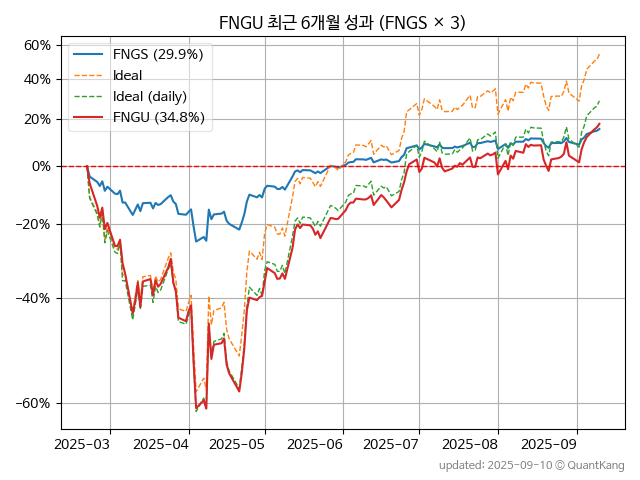 FNGU 최근 6개월 성과 (FNGS × 3)
60%
40%
20%
0%
−20%
−40%
−60%
FNGS (29.9%)
Ideal
Ideal (daily)
FNGU (34.8%)
2025-03 2025-04 2025-05 2025-06 2025-07 2025-08 2025-09
updated: 2025-09-10 © QuantKang